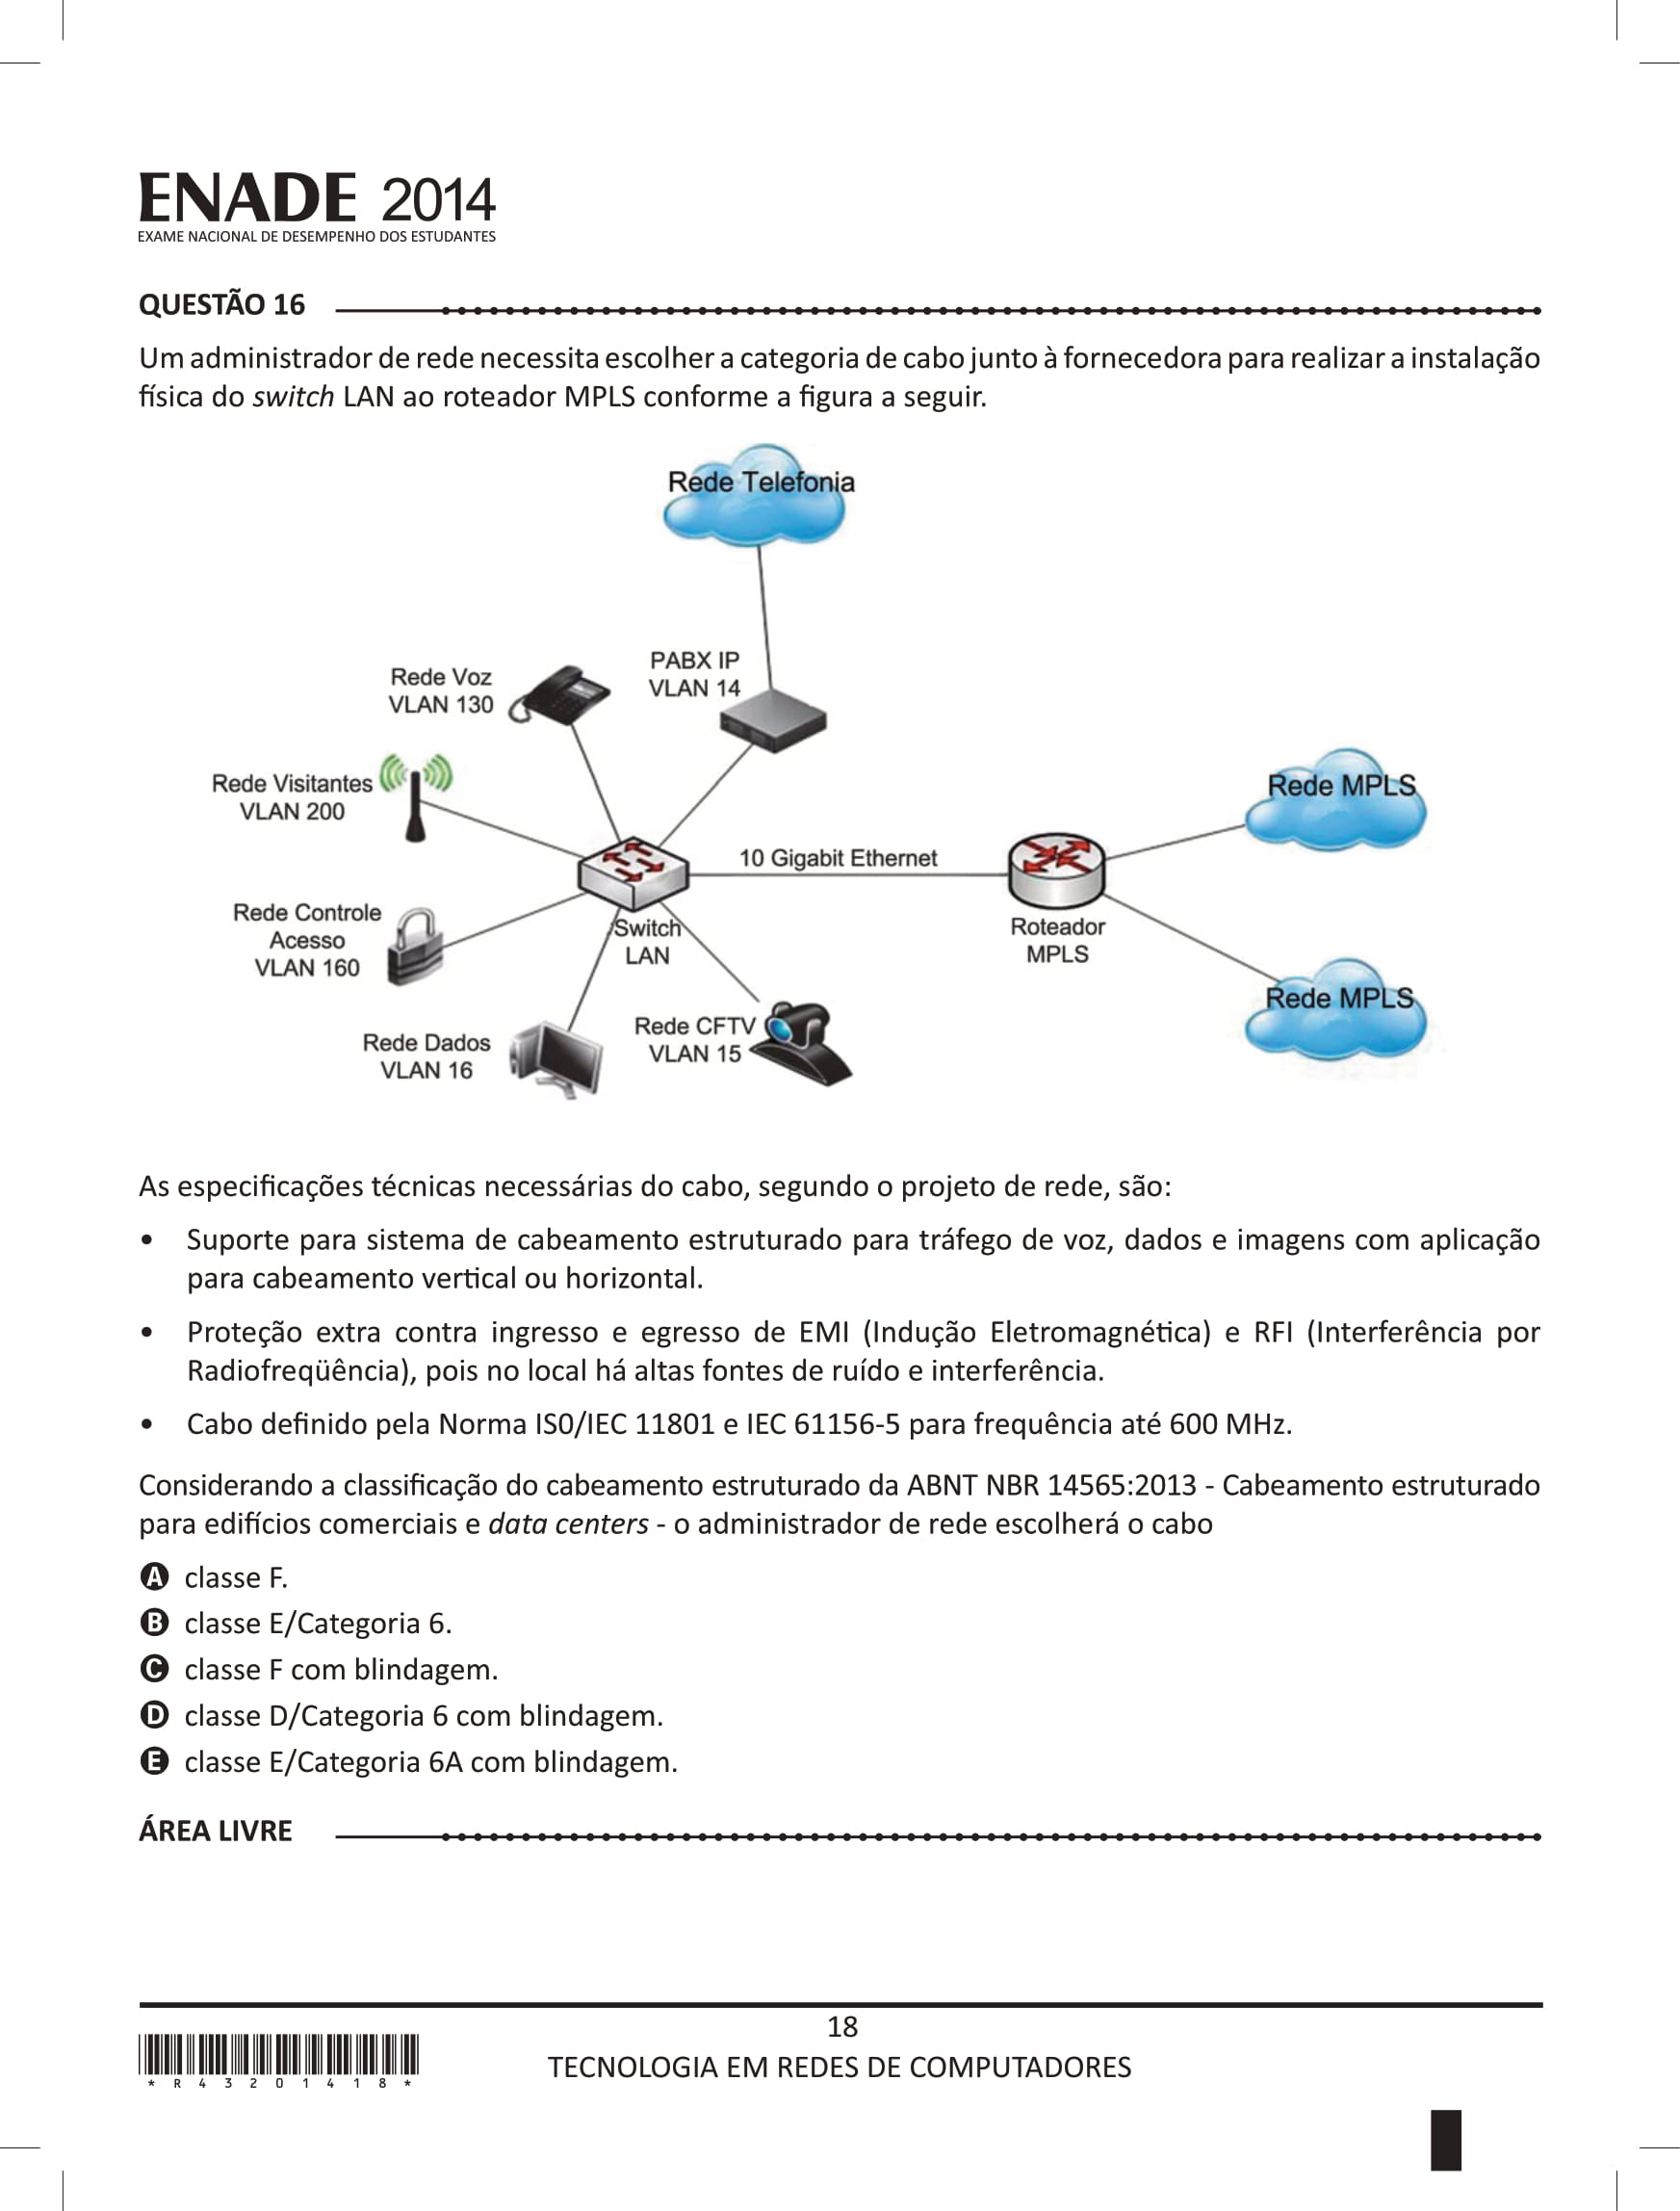 ENADE 2014
EXAME NACIONAL DE DESEMPENHO DOS ESTUDANTES
QUESTÃO 16
Um administrador de rede necessita escolher a categoria de cabo junto à fornecedora para realizar a instalação
física do switch LAN ao roteador MPLS conforme a figura a seguir.
Rede Telefonia
PABX IP
VLAN 14
Rede Voz
VLAN 130
Rede Visitantes
VLAN 200
Rede MPLS
10 Gigabit Ethernet
Rede Controle
Acesso
VLAN 160
Switch
LAN
Roteador
MPLS
Rede MPLS
Rede Dados
VLAN 16
Rede CFTV
VLAN 15
As especificações técnicas necessárias do cabo, segundo o projeto de rede, são:
• Suporte para sistema de cabeamento estruturado para tráfego de voz, dados e imagens com aplicação
para cabeamento vertical ou horizontal.
• Proteção extra contra ingresso e egresso de EMI (Indução Eletromagnética) e RFI (Interferência por
Radiofreqüência), pois no local há altas fontes de ruído e interferência.
• Cabo definido pela Norma IS0/IEC 11801 e IEC 61156-5 para frequência até 600 MHz.
Considerando a classificação do cabeamento estruturado da ABNT NBR 14565:2013 - Cabeamento estruturado
para edifícios comerciais e data centers - o administrador de rede escolherá o cabo
A classe F.
B classe E/Categoria 6.
C classe F com blindagem.
D classe D/Categoria 6 com blindagem.
E classe E/Categoria 6A com blindagem.
ÁREA LIVRE
18
TECNOLOGIA EM REDES DE COMPUTADORES
* R 4 3 2 0 1 4 1 8 *